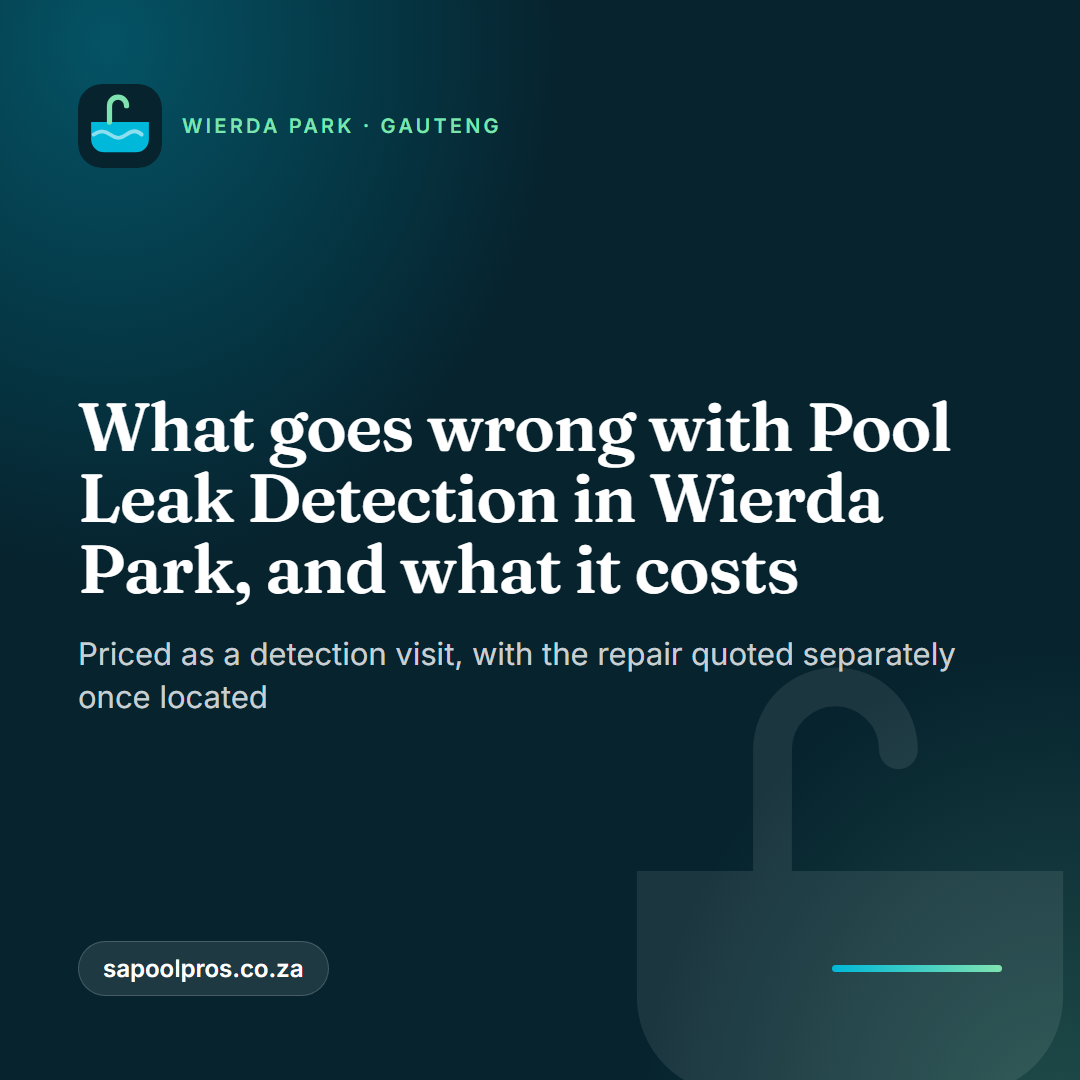 WIERDA PARK · GAUTENG
What goes wrong with Pool
Leak Detection in Wierda
Park, and what it costs
Priced as a detection visit, with the repair quoted separately
once located
sapoolpros.co.za